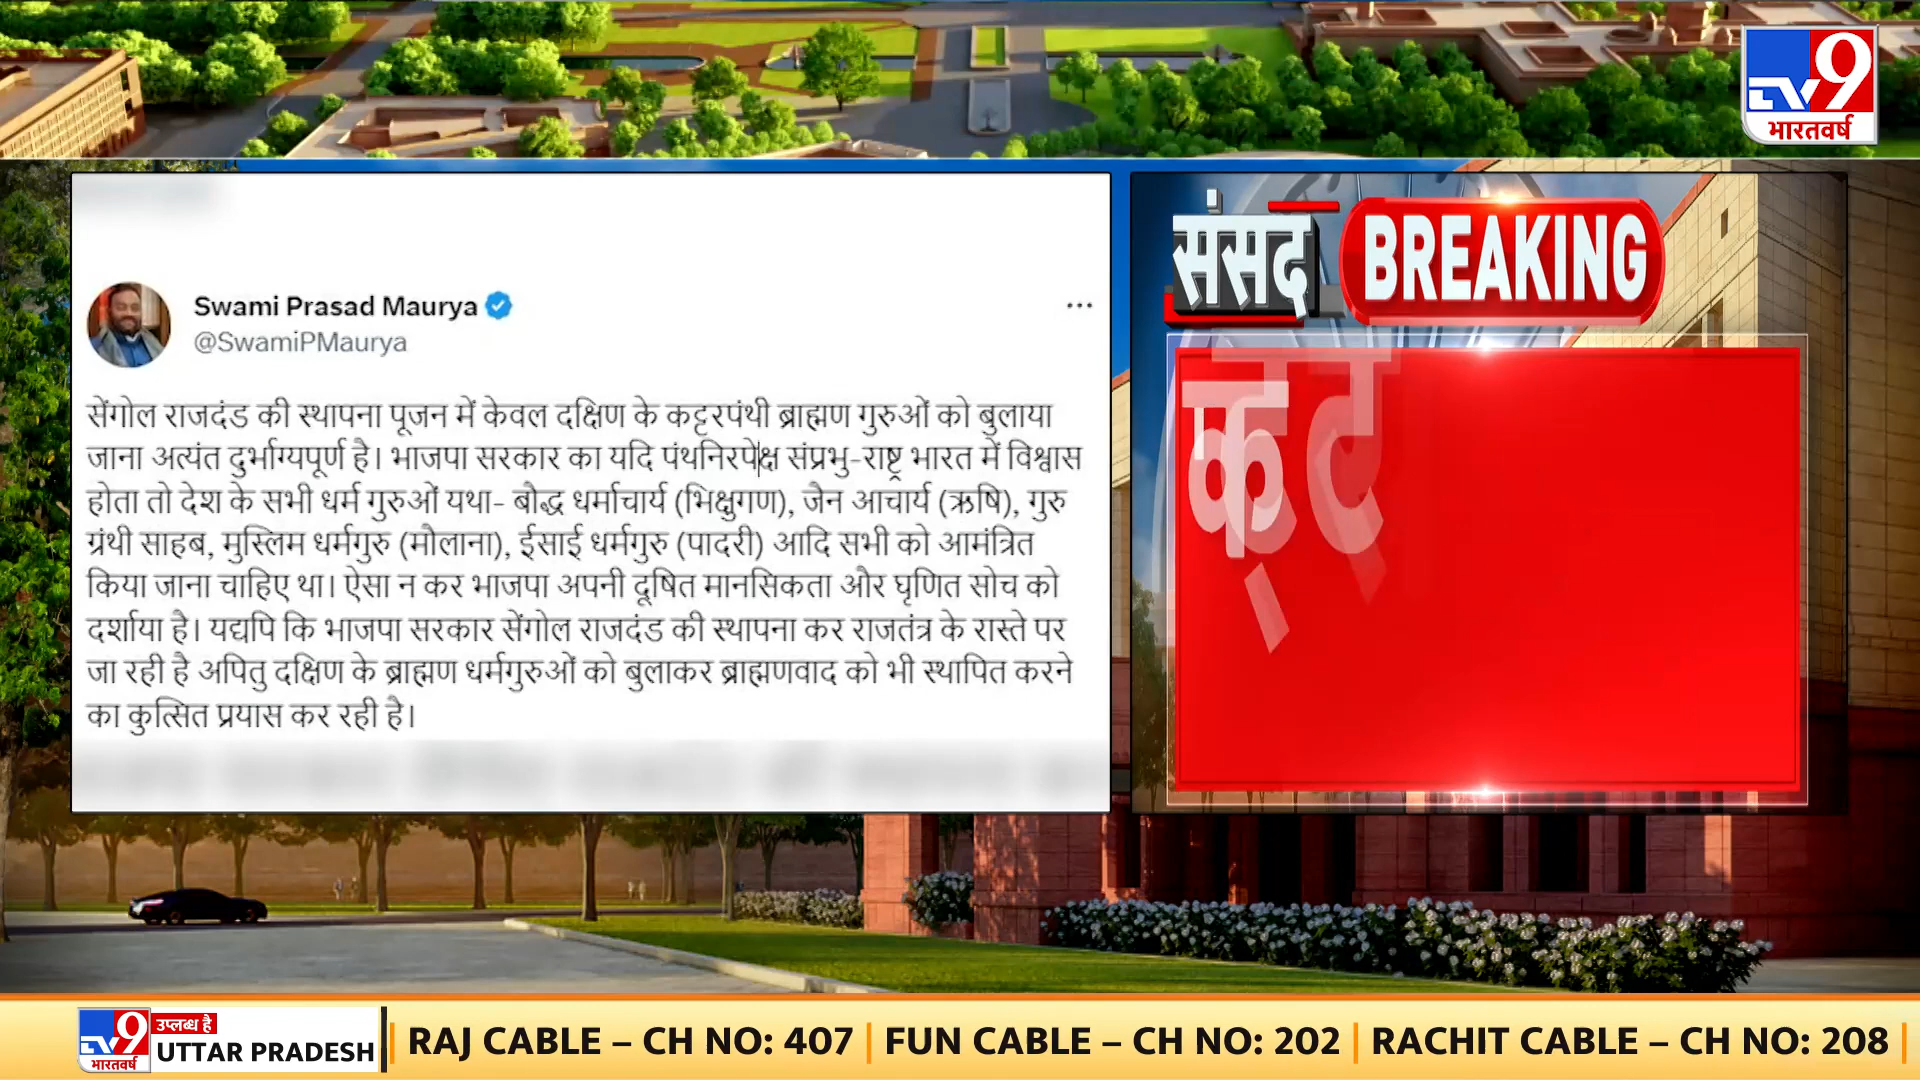 TV9
भारतवर्ष
संसद BREAKING
Swami Prasad Maurya
@SwamiPMaurya
सेंगोल राजदंड की स्थापना पूजन में केवल दक्षिण के कट्टरपंथी ब्राह्मण गुरुओं को बुलाया
जाना अत्यंत दुर्भाग्यपूर्ण है। भाजपा सरकार का यदि पंथनिरपेक्ष संप्रभु-राष्ट्र भारत में विश्वास
होता तो देश के सभी धर्म गुरुओं यथा- बौद्ध धर्माचार्य (भिक्षुगण), जैन आचार्य (ऋषि), गुरु
ग्रंथी साहब, मुस्लिम धर्मगुरु (मौलाना), ईसाई धर्मगुरु (पादरी) आदि सभी को आमंत्रित
किया जाना चाहिए था। ऐसा न कर भाजपा अपनी दूषित मानसिकता और घृणित सोच को
दर्शाया है। यद्यपि कि भाजपा सरकार सेंगोल राजदंड की स्थापना कर राजतंत्र के रास्ते पर
जा रही है अपितु दक्षिण के ब्राह्मण धर्मगुरुओं को बुलाकर ब्राह्मणवाद को भी स्थापित करने
का कुत्सित प्रयास कर रही है।
TV9 भारतवर्ष उपलब्ध है UTTAR PRADESH | RAJ CABLE – CH NO: 407 | FUN CABLE – CH NO: 202 | RACHIT CABLE – CH NO: 208 |